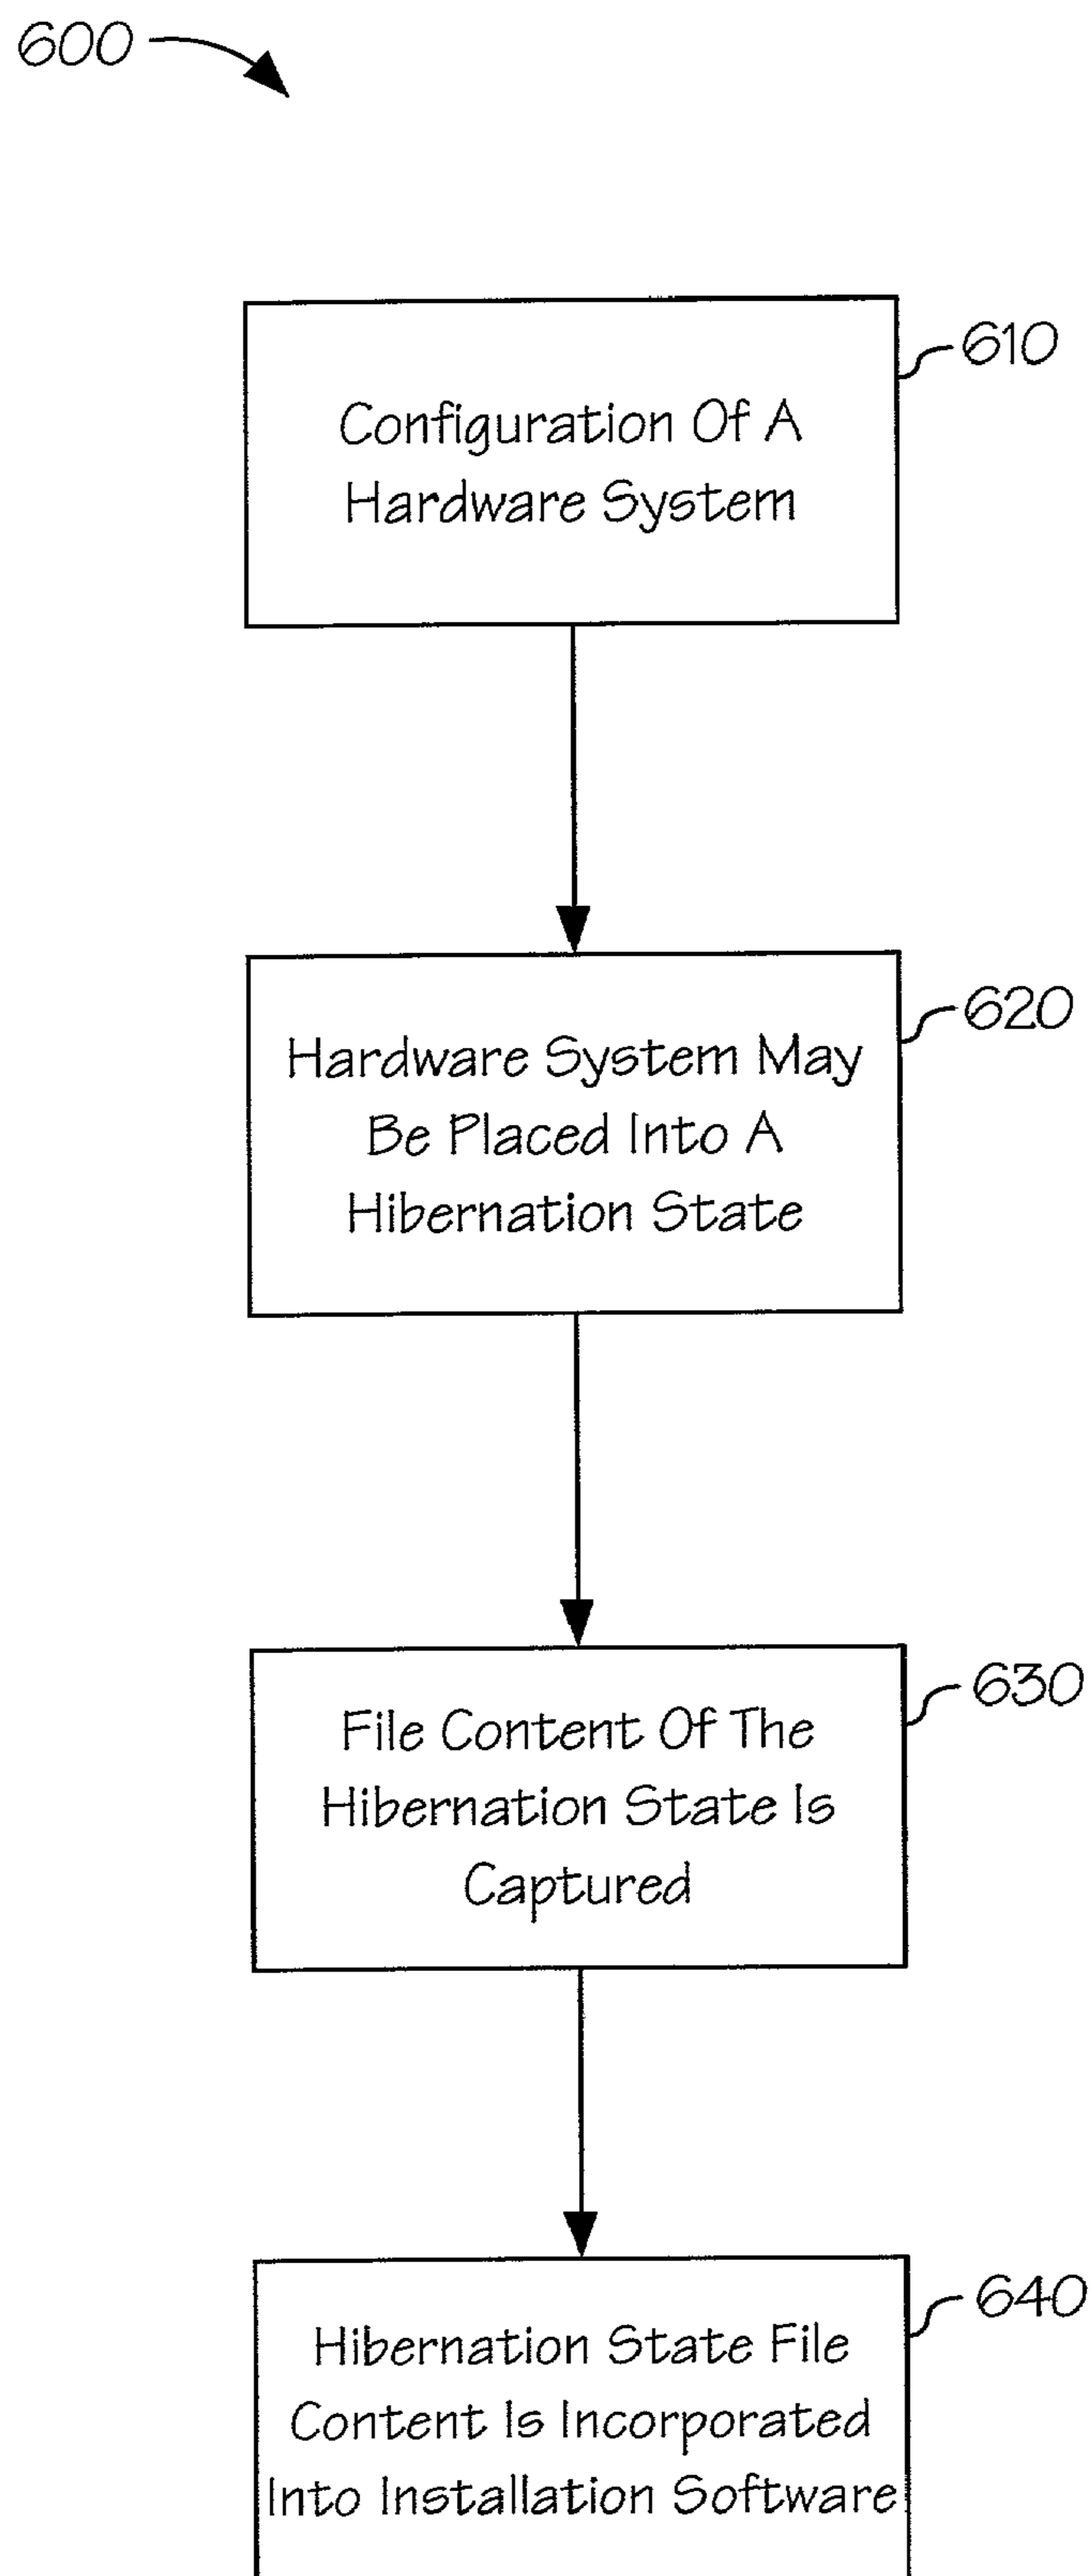 600
610
Configuration Of A
Hardware System
620
Hardware System May
Be Placed Into A
Hibernation State
630
File Content Of The
Hibernation State Is
Captured
640
Hibernation State File
Content Is Incorporated
Into Installation Software